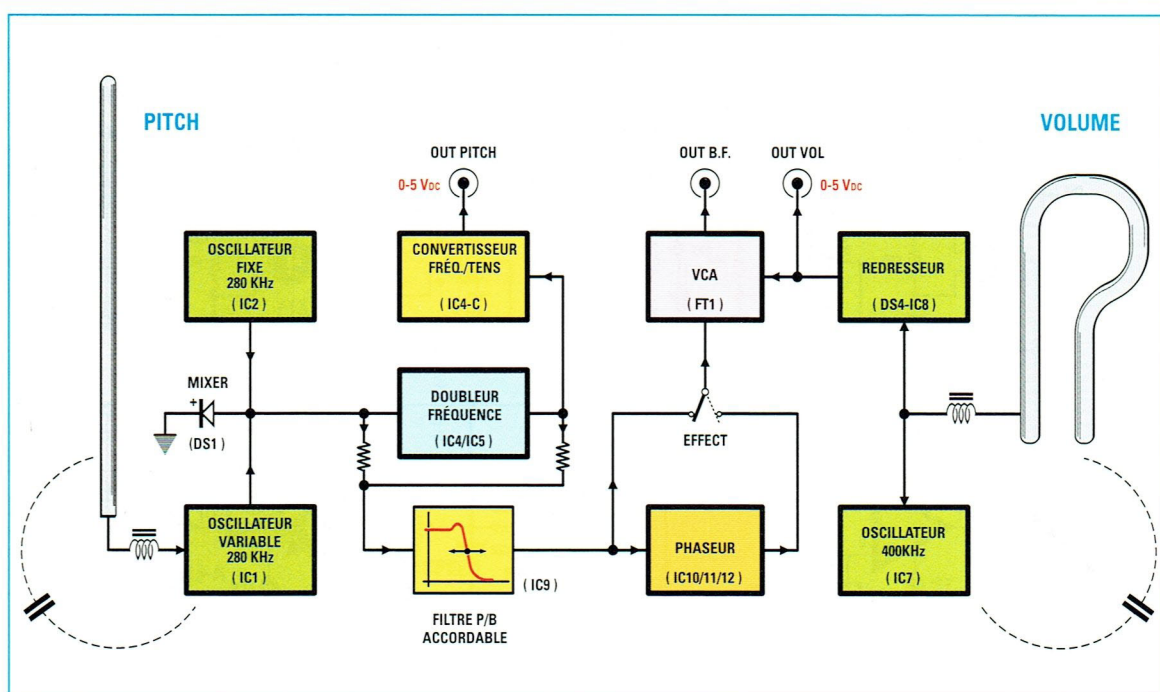 PITCH
VOLUME
OUT PITCH
OUT B.F.
OUT VOL
0-5 VDC
0-5 VDC
OSCILLATEUR
FIXE
280 KHz
( IC2 )
CONVERTISSEUR
FRÉQ./TENS
( IC4-C )
VCA
( FT1 )
REDRESSEUR
( DS4-IC8 )
MIXER
+
(DS1)
DOUBLEUR
FRÉQUENCE
( IC4/IC5 )
EFFECT
OSCILLATEUR
VARIABLE
280 KHz
( IC1 )
( IC9 )
FILTRE P/B
ACCORDABLE
PHASEUR
( IC10/11/12 )
OSCILLATEUR
400KHz
( IC7 )